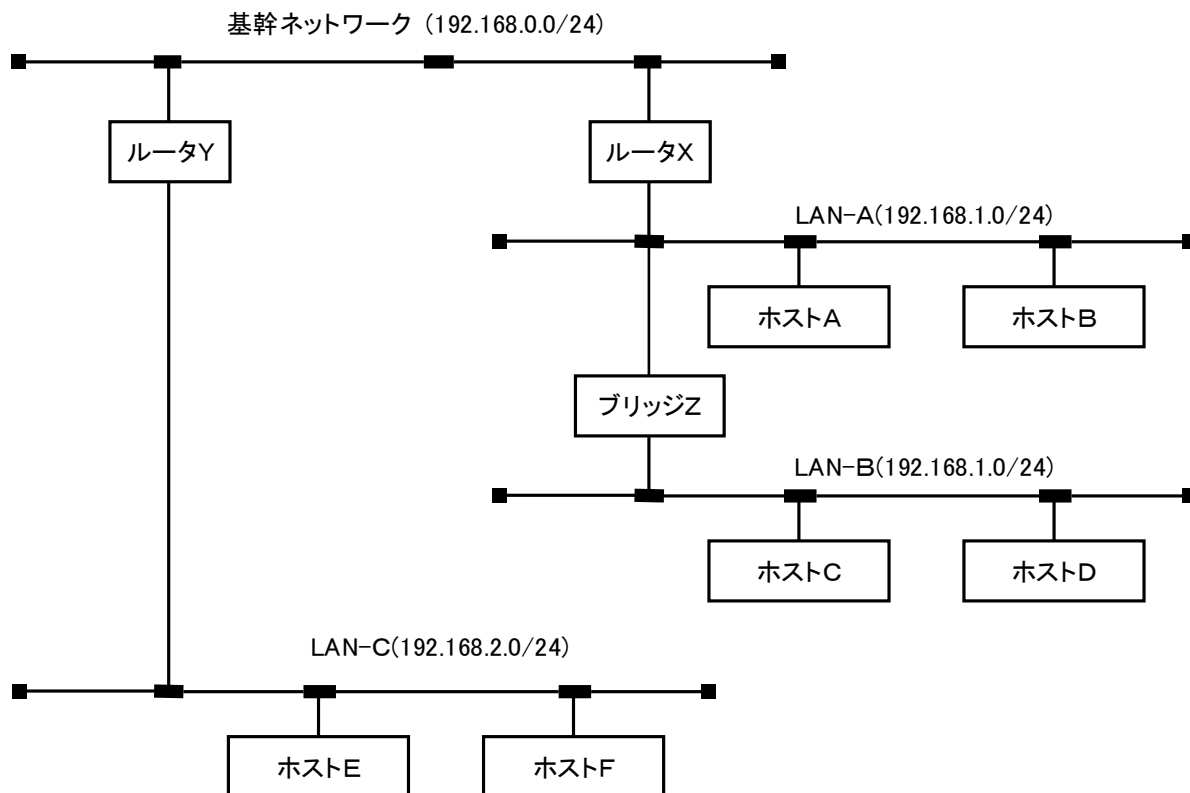 基幹ネットワーク (192.168.0.0/24)
ルータY
ルータX
LAN-A(192.168.1.0/24)
ホストA
ホストB
ブリッジZ
LAN-B(192.168.1.0/24)
ホストC
ホストD
LAN-C(192.168.2.0/24)
ホストE
ホストF